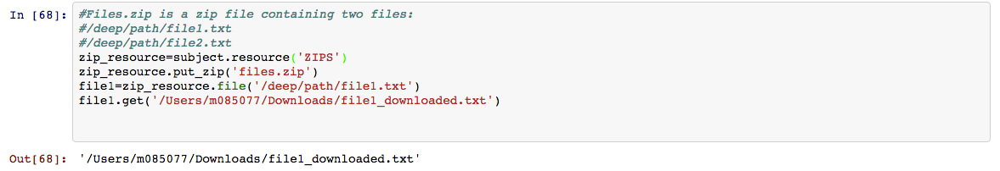 In [68]: #Files.zip is a zip file containing two files:
#/deep/path/file1.txt
#/deep/path/file2.txt
zip_resource=subject.resource('ZIPS')
zip_resource.put_zip('files.zip')
file1=zip_resource.file('/deep/path/file1.txt')
file1.get('/Users/m085077/Downloads/file1_downloaded.txt')
Out[68]: '/Users/m085077/Downloads/file1_downloaded.txt'